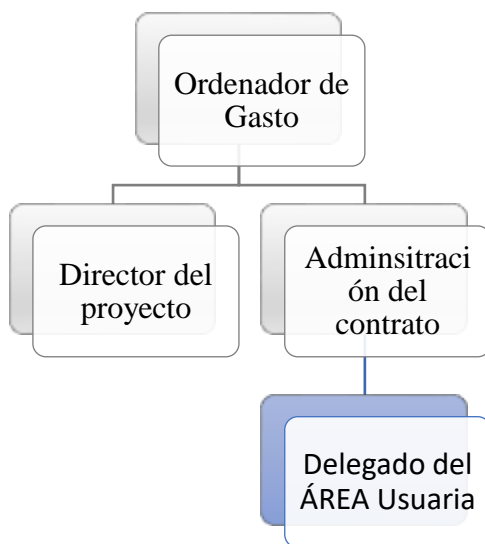 Ordenador de
Gasto
Director del
proyecto
Adminsitraci
ón del
contrato
Delegado del
ÁREA Usuaria